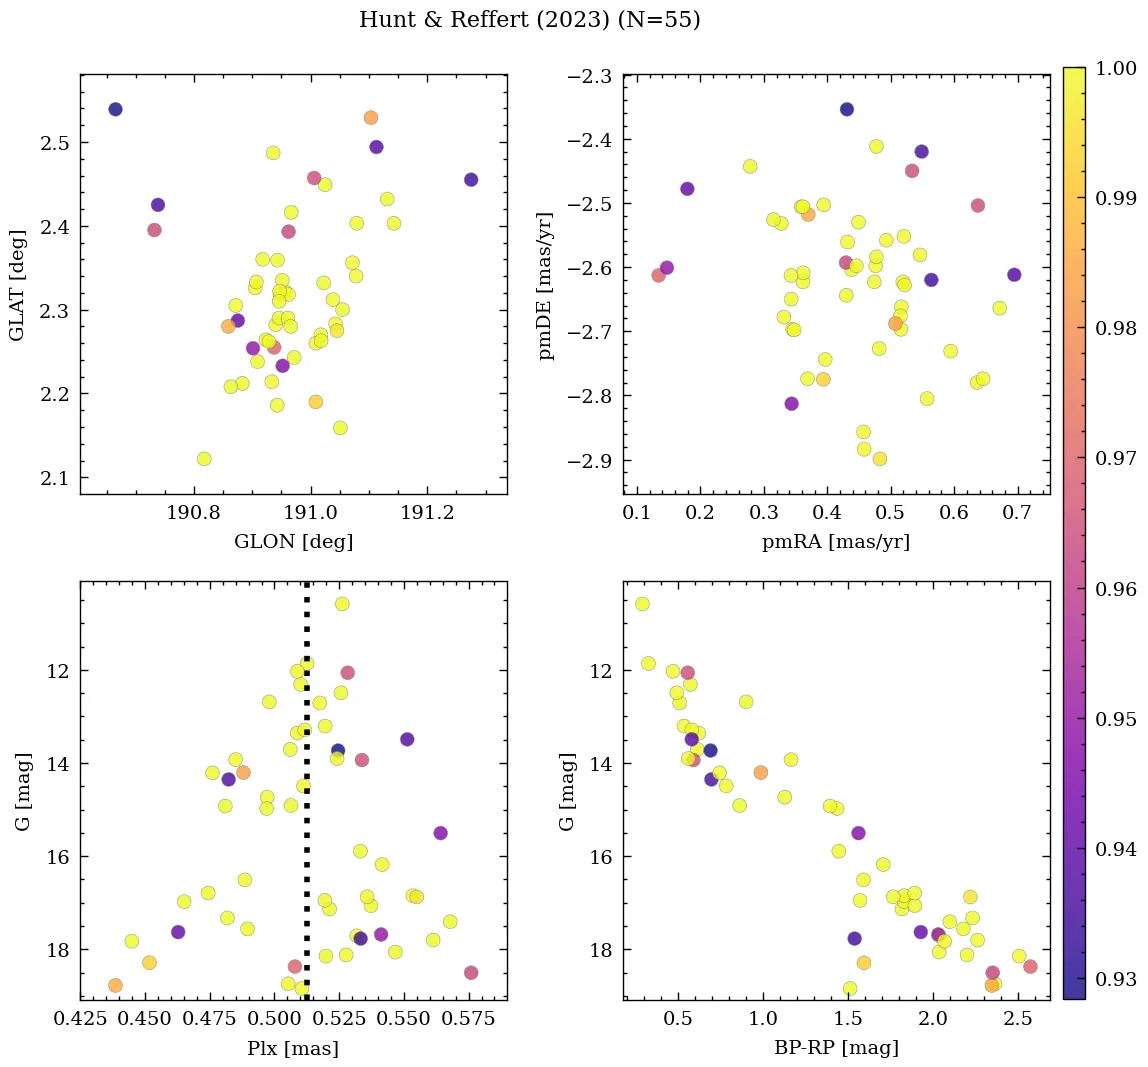 Hunt & Reffert (2023) (N=55)
2.5
2.4
2.3
2.2
2.1
GLAT [deg]
190.8 191.0 191.2
GLON [deg]
−2.3
−2.4
−2.5
−2.6
−2.7
−2.8
−2.9
pmDE [mas/yr]
0.1 0.2 0.3 0.4 0.5 0.6 0.7
pmRA [mas/yr]
12
14
16
18
G [mag]
0.425 0.450 0.475 0.500 0.525 0.550 0.575
Plx [mas]
12
14
16
18
G [mag]
0.5 1.0 1.5 2.0 2.5
BP-RP [mag]
1.00
0.99
0.98
0.97
0.96
0.95
0.94
0.93